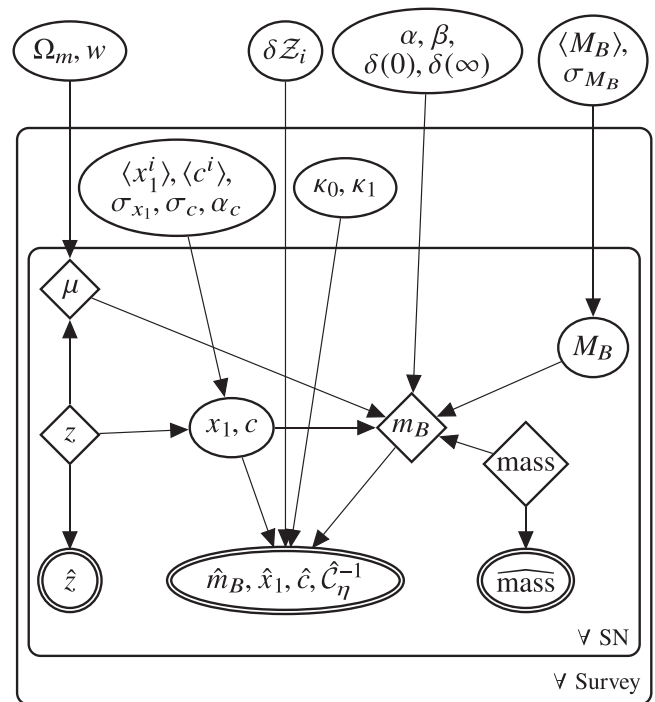 Ω_m, w
δ𝒵_i
α, β,
δ(0), δ(∞)
⟨M_B⟩,
σ_{M_B}
⟨x_1^i⟩, ⟨c^i⟩,
σ_{x_1}, σ_c, α_c
κ_0, κ_1
μ
M_B
z
x_1, c
m_B
mass
ẑ
m̂_B, x̂_1, ĉ, Ĉ_η^{-1}
\widehat{mass}
∀ SN
∀ Survey